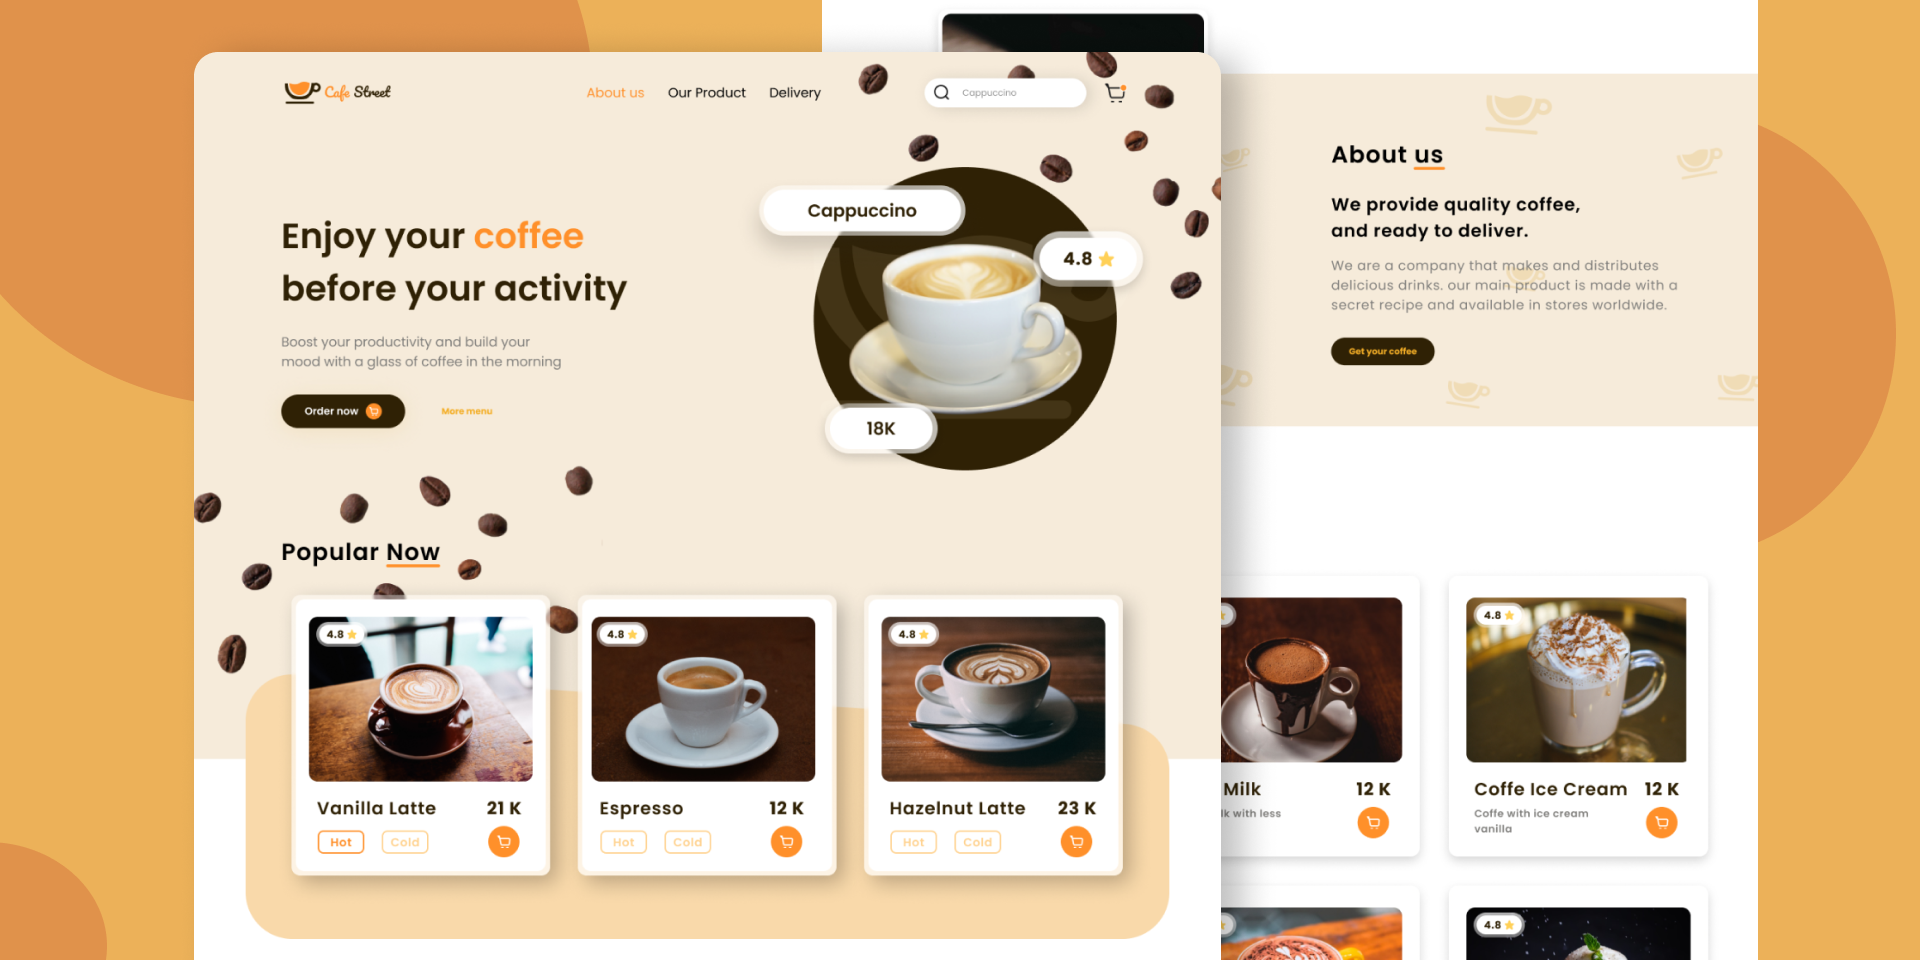 Cafe Street
About us
Our Product
Delivery
Cappuccino
Enjoy your coffee
before your activity
Boost your productivity and build your
mood with a glass of coffee in the morning
Order now
More menu
Cappuccino
4.8
18K
Popular Now
4.8
Vanilla Latte
21 K
Hot
Cold
4.8
Espresso
12 K
Hot
Cold
4.8
Hazelnut Latte
23 K
Hot
Cold
About us
We provide quality coffee,
and ready to deliver.
We are a company that makes and distributes
delicious drinks. our main product is made with a
secret recipe and available in stores worldwide.
Get your coffee
Milk
12 K
with less
4.8
Coffe Ice Cream
12 K
Coffe with ice cream
vanilla
4.8